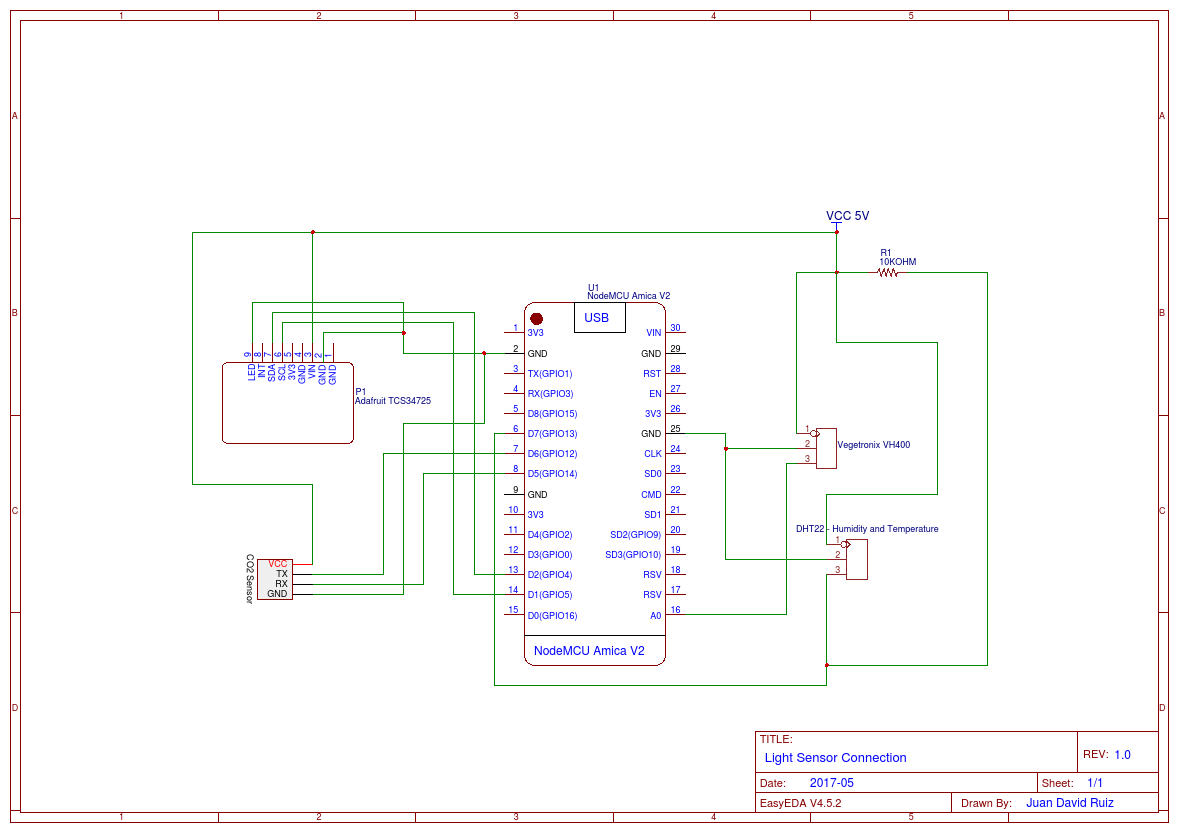 1 2 3 4 5
A A
VCC 5V
R1
10KOHM
B B
U1
NodeMCU Amica V2
USB
1 3V3 VIN 30
2 GND GND 29
3 TX(GPIO1) RST 28
4 RX(GPIO3) EN 27
5 D8(GPIO15) 3V3 26
6 D7(GPIO13) GND 25
7 D6(GPIO12) CLK 24
8 D5(GPIO14) SD0 23
9 GND CMD 22
10 3V3 SD1 21
11 D4(GPIO2) SD2(GPIO9) 20
12 D3(GPIO0) SD3(GPIO10) 19
13 D2(GPIO4) RSV 18
14 D1(GPIO5) RSV 17
15 D0(GPIO16) A0 16
NodeMCU Amica V2
9 8 7 6 5 4 3 2 1
LED INT SDA SCL 3V3 GND VIN GND GND
P1
Adafruit TCS34725
1
2
3
Vegetronix VH400
C C
DHT22 - Humidity and Temperature
1
2
3
CO2 Sensor
VCC
TX
RX
GND
D D
TITLE:
Light Sensor Connection
REV: 1.0
Date: 2017-05
Sheet: 1/1
EasyEDA V4.5.2
Drawn By: Juan David Ruiz
1 2 3 4 5